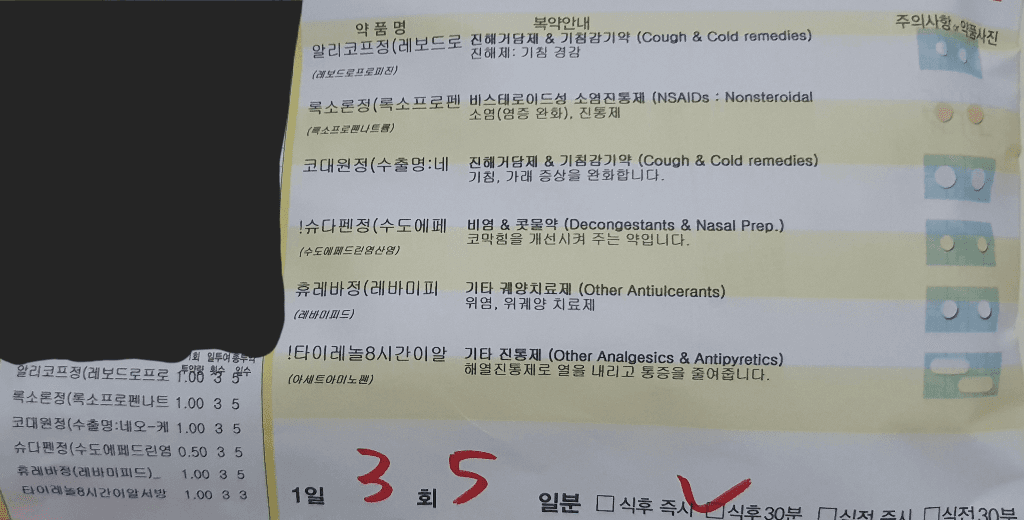 약 품 명
복약안내
주의사항 및 약품사진
알리코프정(레보드로
진해거담제 & 기침감기약 (Cough & Cold remedies)
진해제: 기침 경감
(레보드로프로피진)
록소론정(록소프로펜
비스테로이드성 소염진통제 (NSAIDs : Nonsteroidal
소염(염증 완화), 진통제
(록소프로펜나트륨)
코대원정(수출명:네
진해거담제 & 기침감기약 (Cough & Cold remedies)
기침, 가래 증상을 완화합니다.
!슈다펜정(수도에페
비염 & 콧물약 (Decongestants & Nasal Prep.)
코막힘을 개선시켜 주는 약입니다.
(수도에페드린염산염)
휴레바정(레바미피
기타 궤양치료제 (Other Antiulcerants)
위염, 위궤양 치료제
(레바미피드)
!타이레놀8시간이알
기타 진통제 (Other Analgesics & Antipyretics)
해열진통제로 열을 내리고 통증을 줄여줍니다.
(아세트아미노펜)
투약량 횟수 일수
알리코프정(레보드로프로 1.00 3 5
록소론정(록소프로펜나트 1.00 3 5
코대원정(수출명:네오-케 1.00 3 5
슈다펜정(수도에페드린염 0.50 3 5
휴레바정(레바미피드)_ 1.00 3 5
타이레놀8시간이알서방 1.00 3 3
1일 3 회 5 일분 □ 식후 즉시 □ 식후 30분 □ 식전 즉시 □ 식전 30분